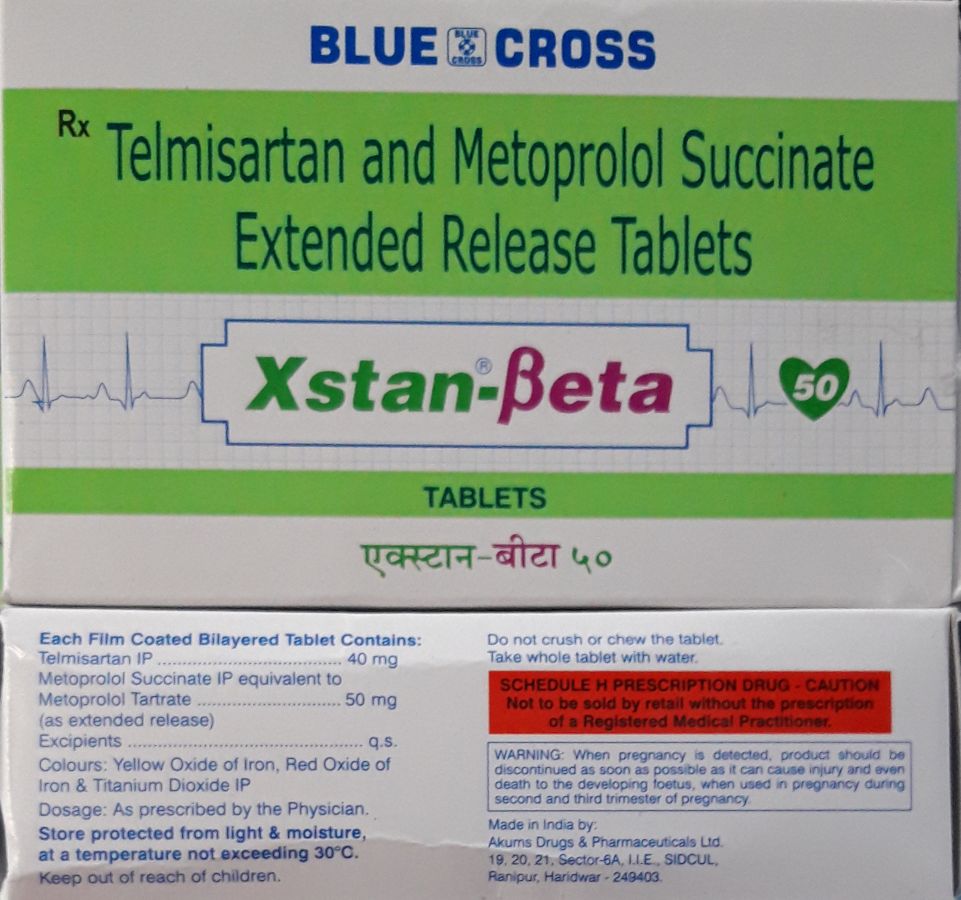 BLUE BLUE CROSS CROSS
Rx Telmisartan and Metoprolol Succinate
Extended Release Tablets
Xstan®-βeta 50
TABLETS
एक्स्टान-बीटा ५०
Each Film Coated Bilayered Tablet Contains:
Telmisartan IP ..................................... 40 mg
Metoprolol Succinate IP equivalent to
Metoprolol Tartrate ............................. 50 mg
(as extended release)
Excipients ............................................... q.s.
Colours: Yellow Oxide of Iron, Red Oxide of
Iron & Titanium Dioxide IP
Dosage: As prescribed by the Physician.
Store protected from light & moisture,
at a temperature not exceeding 30°C.
Keep out of reach of children.
Do not crush or chew the tablet.
Take whole tablet with water.
SCHEDULE H PRESCRIPTION DRUG - CAUTION
Not to be sold by retail without the prescription
of a Registered Medical Practitioner.
WARNING: When pregnancy is detected, product should be
discontinued as soon as possible as it can cause injury and even
death to the developing foetus, when used in pregnancy during
second and third trimester of pregnancy.
Made in India by:
Akums Drugs & Pharmaceuticals Ltd.
19, 20, 21, Sector-6A, I.I.E., SIDCUL,
Ranipur, Haridwar - 249403.